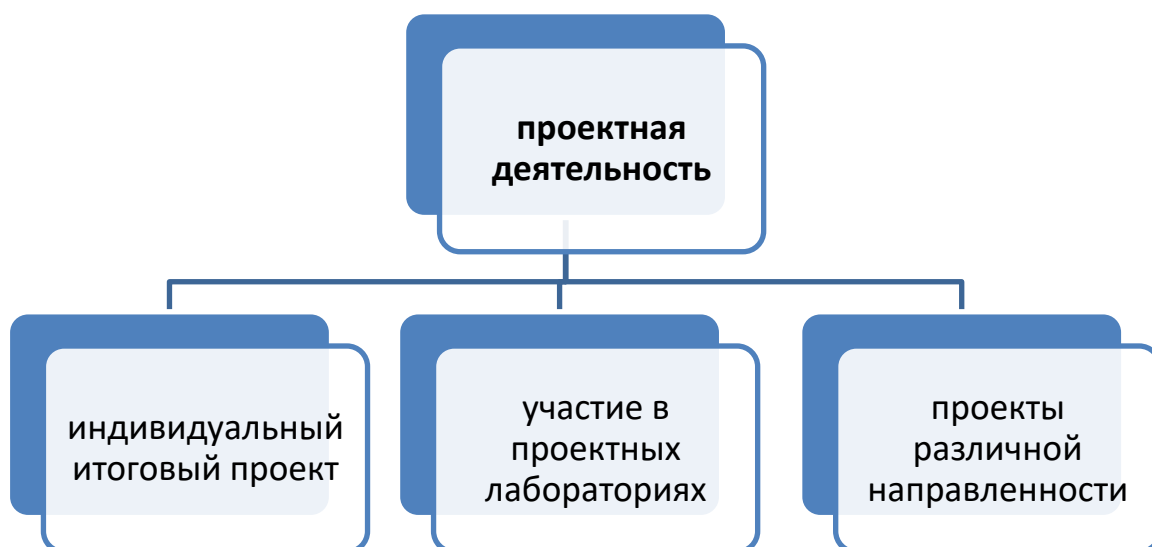 проектная
деятельность
индивидуальный
итоговый проект
участие в
проектных
лабораториях
проекты
различной
направленности